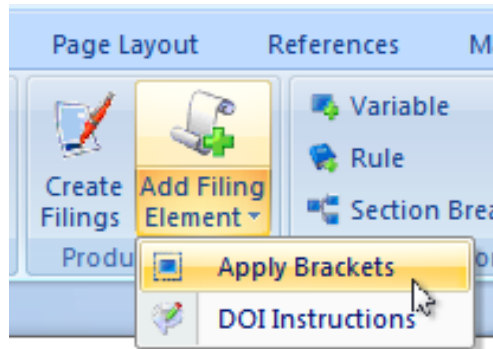 Page Layout References M
Create Filings
Add Filing Element
Variable
Rule
Section Brea
Produ
Apply Brackets
DOI Instructions